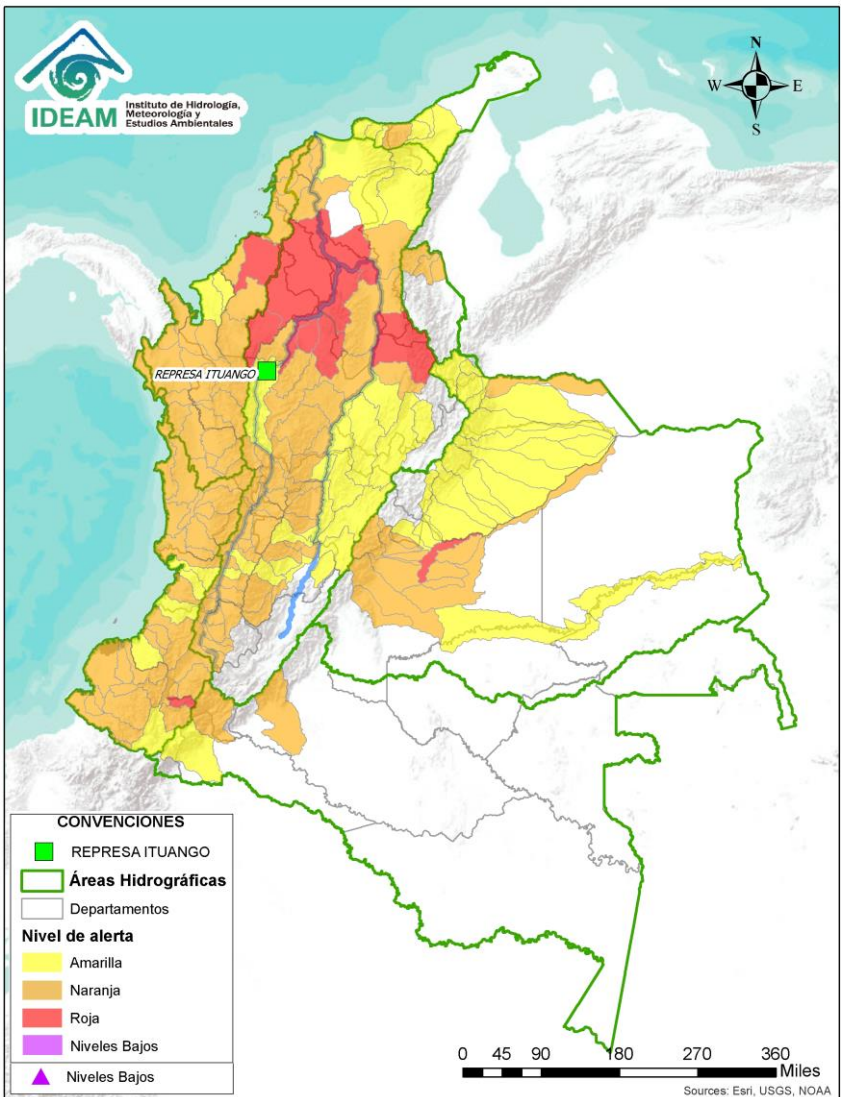 IDEAM
Instituto de Hidrología,
Meteorología y
Estudios Ambientales
N
W
E
S
REPRESA ITUANGO
CONVENCIONES
REPRESA ITUANGO
Áreas Hidrográficas
Departamentos
Nivel de alerta
Amarilla
Naranja
Roja
Niveles Bajos
Niveles Bajos
0 45 90 180 270 360
Miles
Sources: Esri, USGS, NOAA